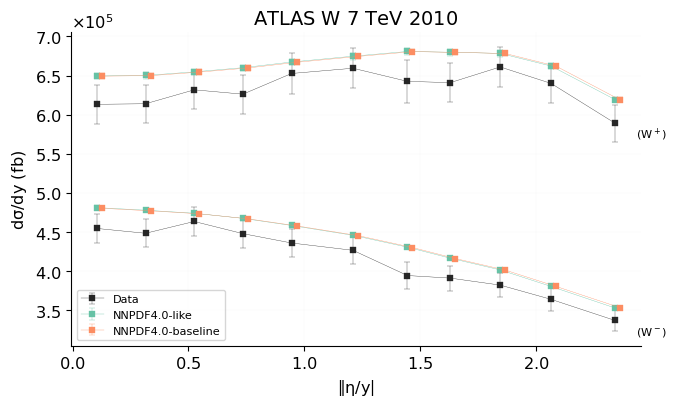 ATLAS W 7 TeV 2010
×10⁵
7.0
6.5
6.0
5.5
5.0
4.5
4.0
3.5
dσ/dy (fb)
(W⁺)
(W⁻)
Data
NNPDF4.0-like
NNPDF4.0-baseline
0.0 0.5 1.0 1.5 2.0
‖η/y|